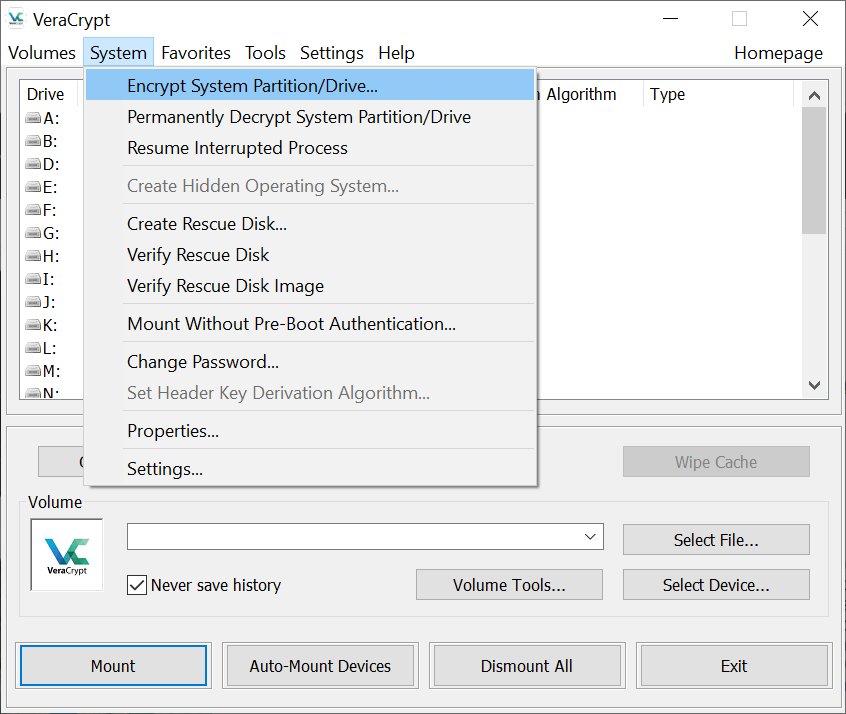 VeraCrypt
Volumes System Favorites Tools Settings Help Homepage
Drive Algorithm Type
Encrypt System Partition/Drive...
Permanently Decrypt System Partition/Drive
Resume Interrupted Process
Create Hidden Operating System...
Create Rescue Disk...
Verify Rescue Disk
Verify Rescue Disk Image
Mount Without Pre-Boot Authentication...
Change Password...
Set Header Key Derivation Algorithm...
Properties...
Settings...
A:
B:
D:
E:
F:
G:
H:
I:
J:
K:
L:
M:
N:
Wipe Cache
Volume
VeraCrypt
Select File...
Never save history
Volume Tools...
Select Device...
Mount
Auto-Mount Devices
Dismount All
Exit